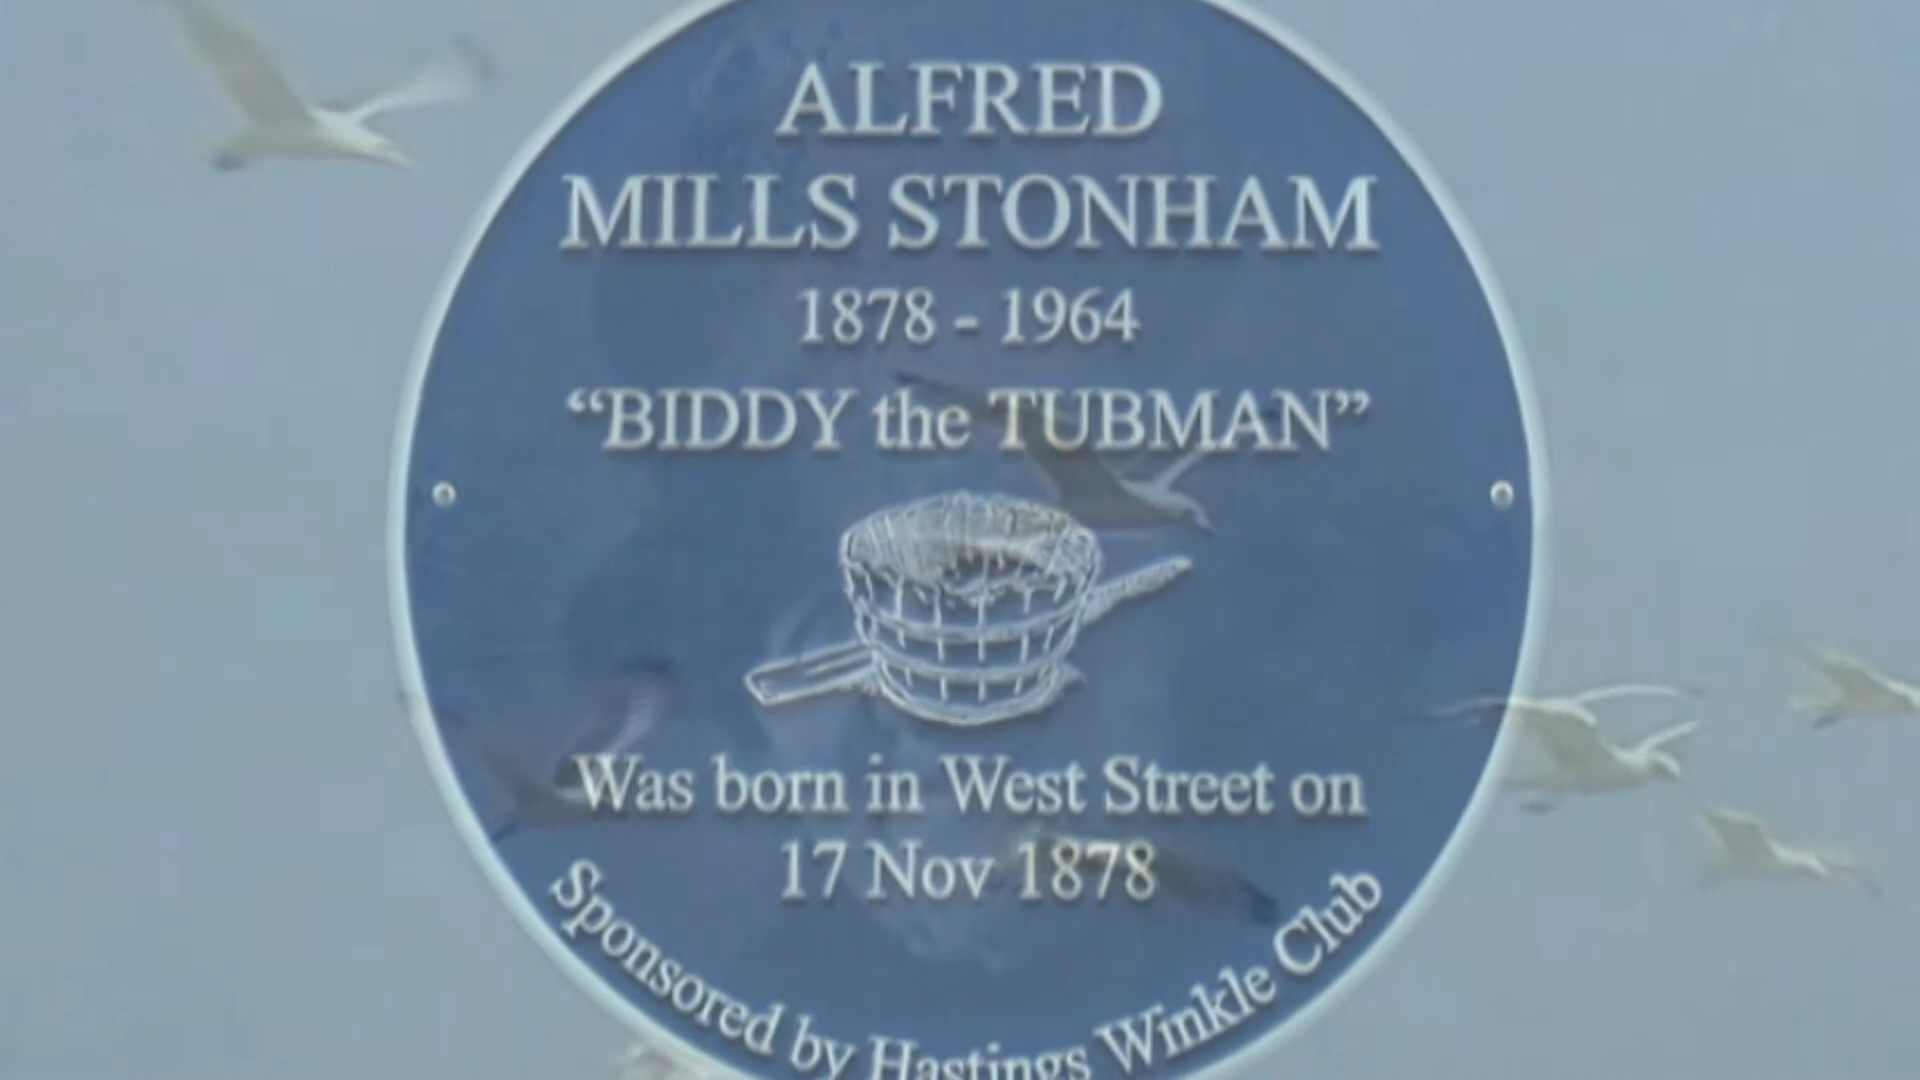 ALFRED
MILLS STONHAM
1878 - 1964
“BIDDY the TUBMAN”
Was born in West Street on
17 Nov 1878
Sponsored by Hastings Winkle Club